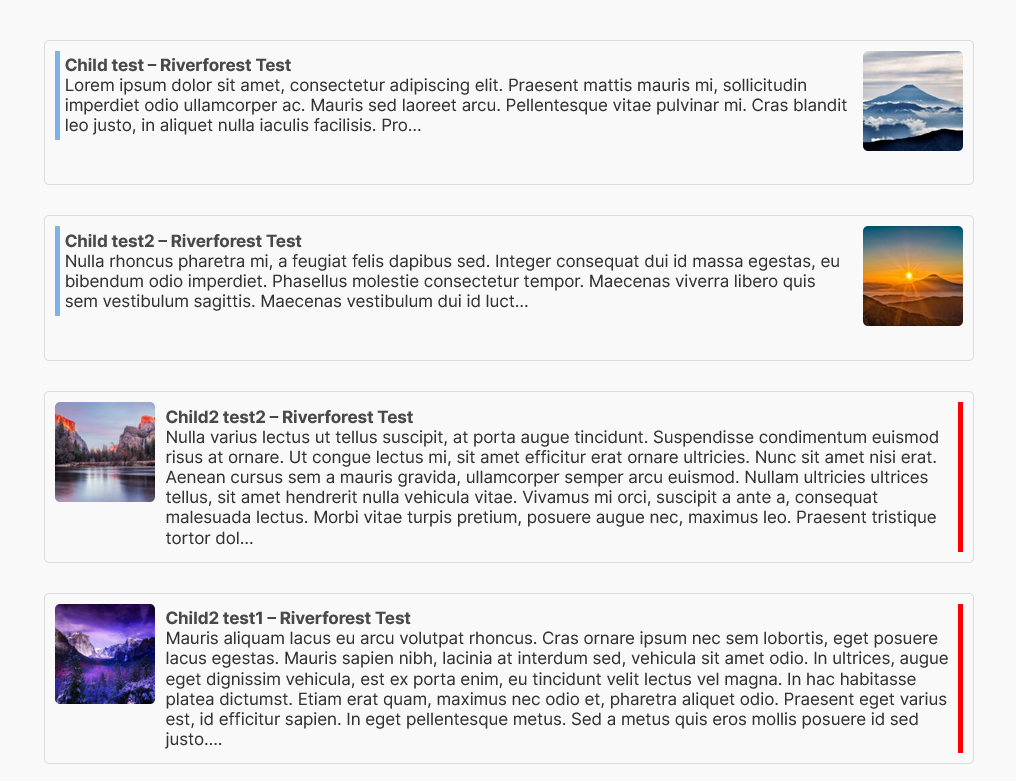 Child test – Riverforest Test
Lorem ipsum dolor sit amet, consectetur adipiscing elit. Praesent mattis mauris mi, sollicitudin
imperdiet odio ullamcorper ac. Mauris sed laoreet arcu. Pellentesque vitae pulvinar mi. Cras blandit
leo justo, in aliquet nulla iaculis facilisis. Pro...
Child test2 – Riverforest Test
Nulla rhoncus pharetra mi, a feugiat felis dapibus sed. Integer consequat dui id massa egestas, eu
bibendum odio imperdiet. Phasellus molestie consectetur tempor. Maecenas viverra libero quis
sem vestibulum sagittis. Maecenas vestibulum dui id luct...
Child2 test2 – Riverforest Test
Nulla varius lectus ut tellus suscipit, at porta augue tincidunt. Suspendisse condimentum euismod
risus at ornare. Ut congue lectus mi, sit amet efficitur erat ornare ultricies. Nunc sit amet nisi erat.
Aenean cursus sem a mauris gravida, ullamcorper semper arcu euismod. Nullam ultricies ultrices
tellus, sit amet hendrerit nulla vehicula vitae. Vivamus mi orci, suscipit a ante a, consequat
malesuada lectus. Morbi vitae turpis pretium, posuere augue nec, maximus leo. Praesent tristique
tortor dol...
Child2 test1 – Riverforest Test
Mauris aliquam lacus eu arcu volutpat rhoncus. Cras ornare ipsum nec sem lobortis, eget posuere
lacus egestas. Mauris sapien nibh, lacinia at interdum sed, vehicula sit amet odio. In ultrices, augue
eget dignissim vehicula, est ex porta enim, eu tincidunt velit lectus vel magna. In hac habitasse
platea dictumst. Etiam erat quam, maximus nec odio et, pharetra aliquet odio. Praesent eget varius
est, id efficitur sapien. In eget pellentesque metus. Sed a metus quis eros mollis posuere id sed
justo....